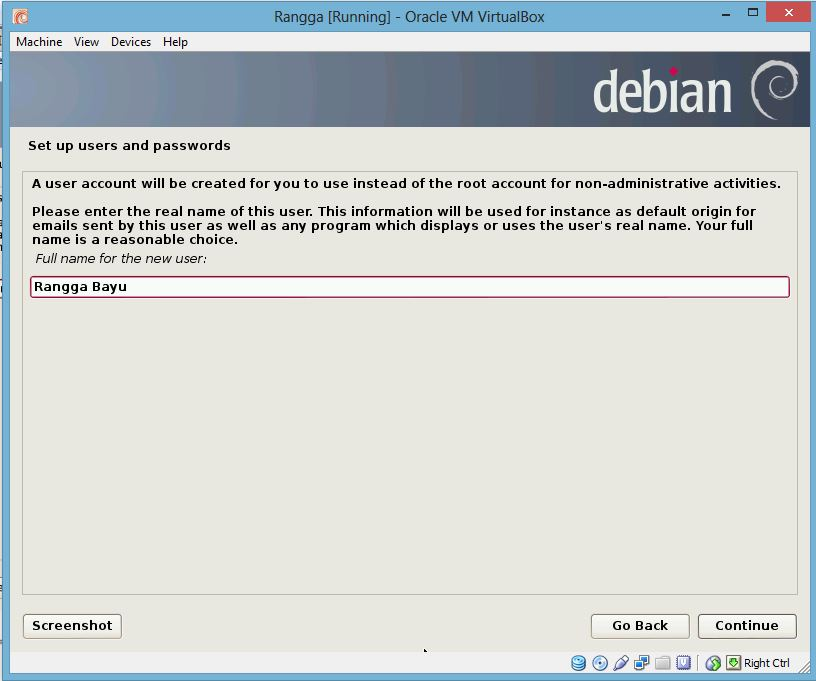 Rangga [Running] - Oracle VM VirtualBox
Machine View Devices Help
debian
Set up users and passwords
A user account will be created for you to use instead of the root account for non-administrative activities.
Please enter the real name of this user. This information will be used for instance as default origin for
emails sent by this user as well as any program which displays or uses the user's real name. Your full
name is a reasonable choice.
Full name for the new user:
Rangga Bayu
Screenshot
Go Back
Continue
Right Ctrl